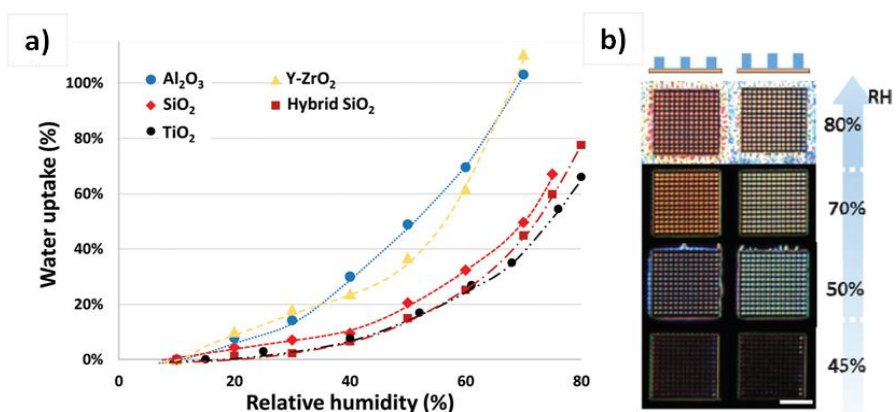 a)
Water uptake (%)
100%
80%
60%
40%
20%
0%
Al₂O₃
Y-ZrO₂
SiO₂
Hybrid SiO₂
TiO₂
0
20
40
60
80
Relative humidity (%)
b)
RH
80%
70%
50%
45%